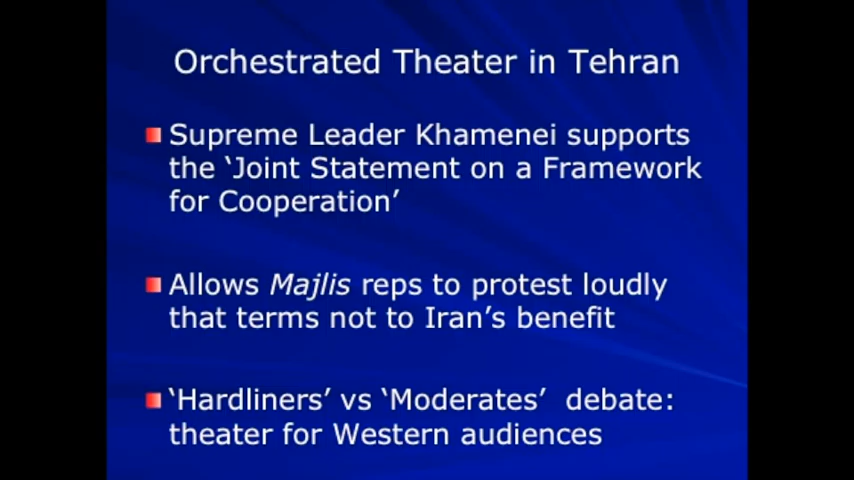 Orchestrated Theater in Tehran
Supreme Leader Khamenei supports
the ‘Joint Statement on a Framework
for Cooperation’
Allows Majlis reps to protest loudly
that terms not to Iran’s benefit
‘Hardliners’ vs ‘Moderates’ debate:
theater for Western audiences